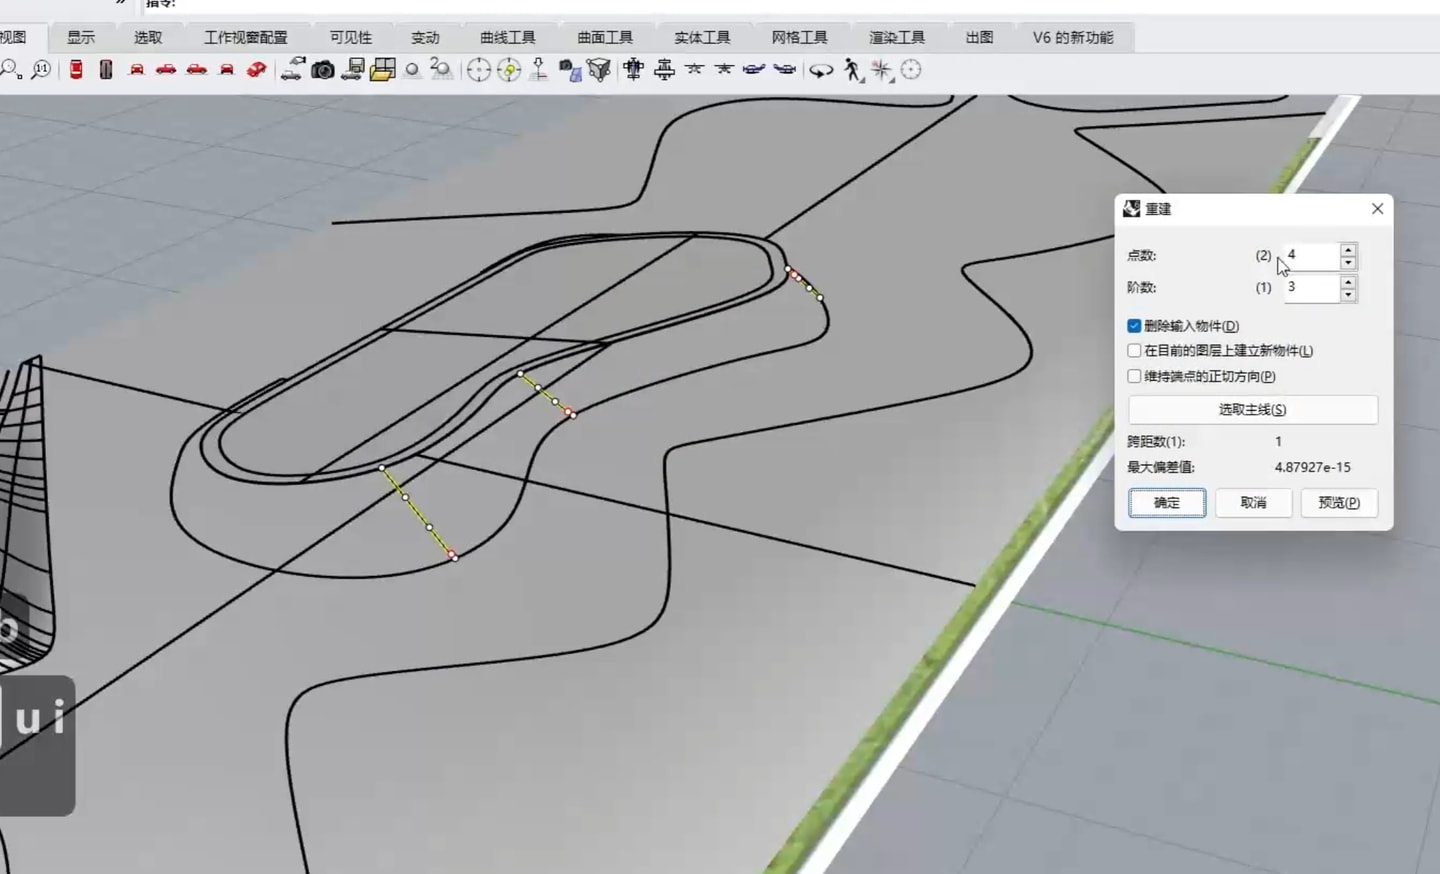 指令:
视图 显示 选取 工作视窗配置 可见性 变动 曲线工具 曲面工具 实体工具 网格工具 渲染工具 出图 V6 的新功能
1:1
2
重建
点数: (2) 4
阶数: (1) 3
删除输入物件(D)
在目前的图层上建立新物件(L)
维持端点的正切方向(P)
选取主线(S)
跨距数(1): 1
最大偏差值: 4.87927e-15
确定 取消 预览(P)
b
u i